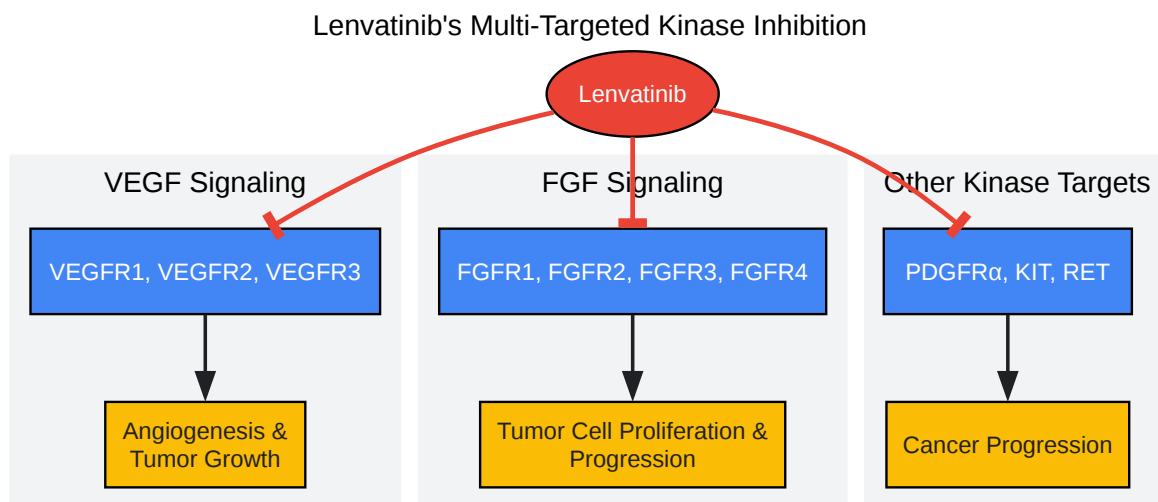 Lenvatinib's Multi-Targeted Kinase Inhibition
Lenvatinib
VEGF Signaling
FGF Signaling
Other Kinase Targets
VEGFR1, VEGFR2, VEGFR3
FGFR1, FGFR2, FGFR3, FGFR4
PDGFRα, KIT, RET
Angiogenesis &
Tumor Growth
Tumor Cell Proliferation &
Progression
Cancer Progression